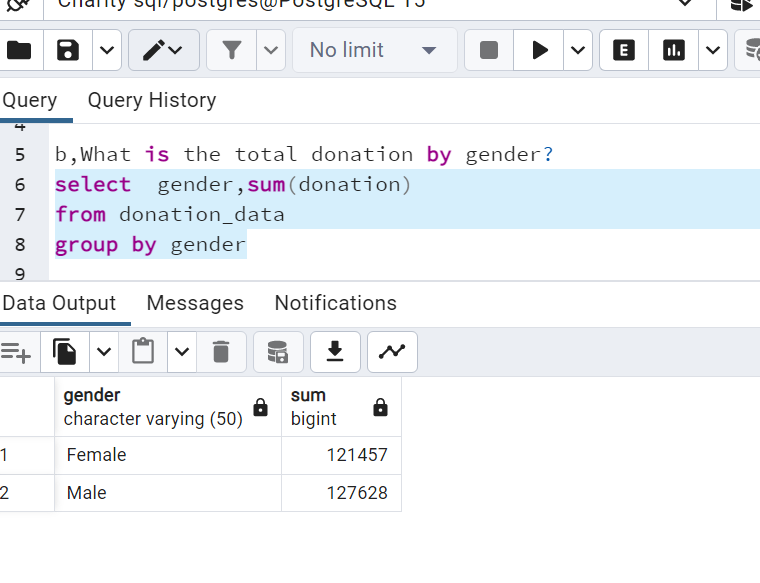 Charity sql/postgres@PostgreSQL 15
No limit
E
Query Query History
4
5 b,What is the total donation by gender?
6 select  gender,sum(donation)
7 from donation_data
8 group by gender
9
Data Output Messages Notifications
gender sum
character varying (50) bigint
1 Female 121457
2 Male 127628